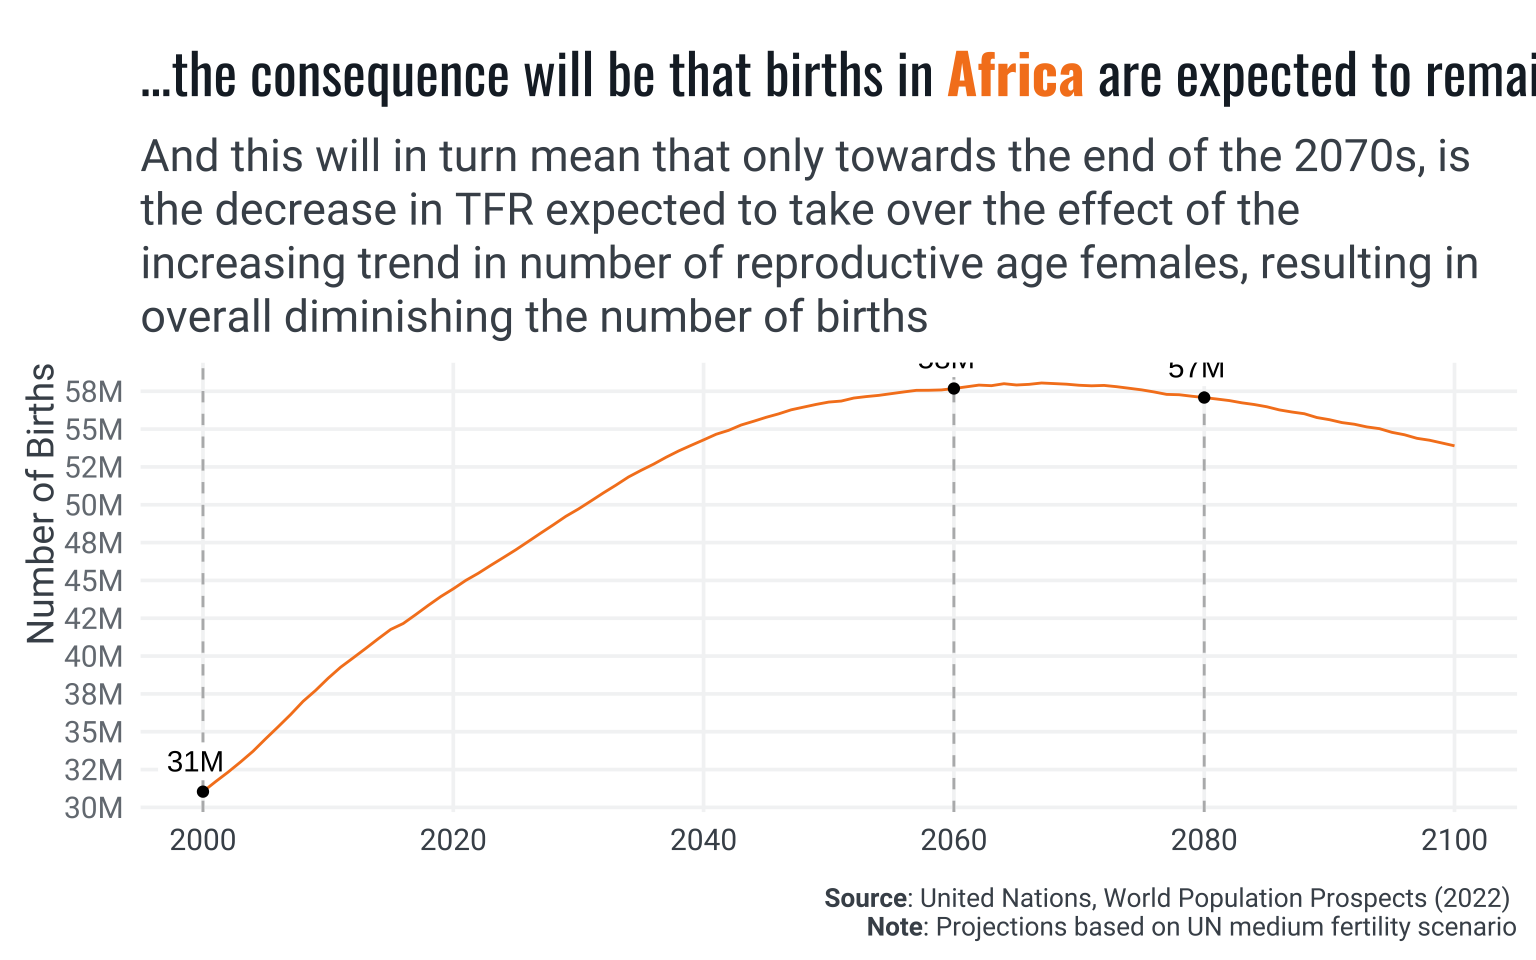 ...the consequence will be that births in Africa are expected to
And this will in turn mean that only towards the end of the 2070s, is
the decrease in TFR expected to take over the effect of the
increasing trend in number of reproductive age females, resulting in
overall diminishing the number of births
Number of Births
58M
57M
58M
55M
52M
50M
48M
45M
42M
40M
38M
35M
31M
32M
30M
2000 2020 2040 2060 2080 2100
Source: United Nations, World Population Prospects (2022)
Note: Projections based on UN medium fertility scenario